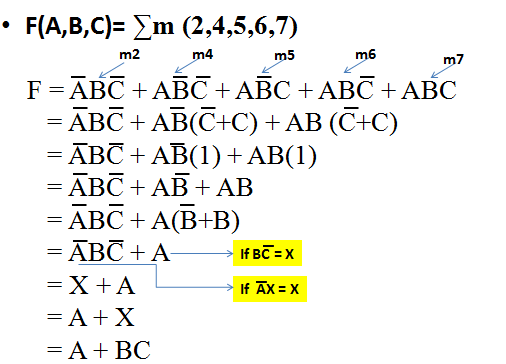 • F(A,B,C)= ∑m (2,4,5,6,7)
m2 m4 m5 m6 m7
F = A̅BC̅ + AB̅C̅ + AB̅C + ABC̅ + ABC
= A̅BC̅ + AB̅(C̅+C) + AB (C̅+C)
= A̅BC̅ + AB̅(1) + AB(1)
= A̅BC̅ + AB̅ + AB
= A̅BC̅ + A(B̅+B)
= A̅BC̅ + A If BC̅ = X
= X + A If A̅X = X
= A + X
= A + BC